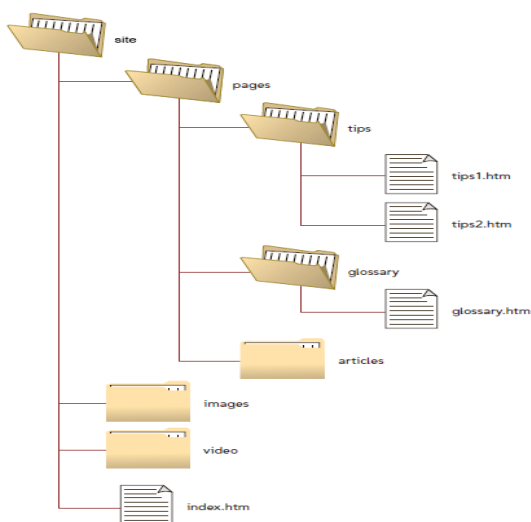 site
pages
tips
tips1.htm
tips2.htm
glossary
glossary.htm
articles
images
video
index.htm